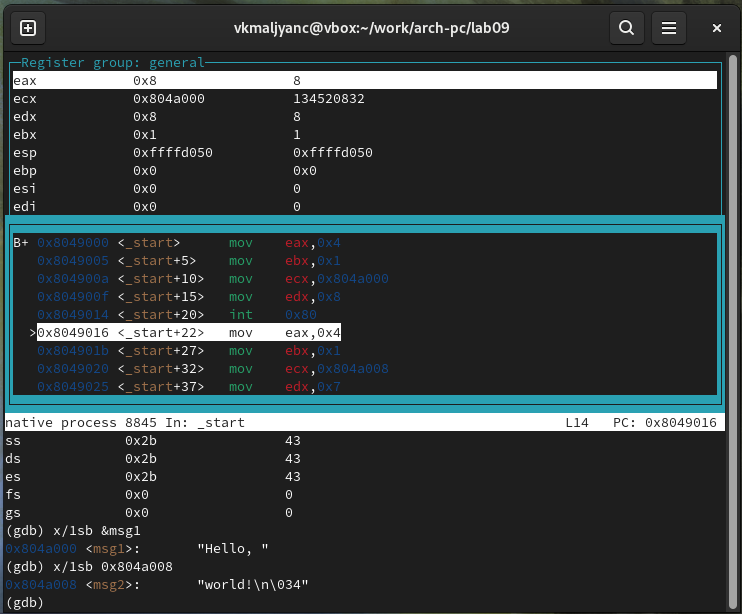 vkmaljyanc@vbox:~/work/arch-pc/lab09
Register group: general
eax 0x8 8
ecx 0x804a000 134520832
edx 0x8 8
ebx 0x1 1
esp 0xffffd050 0xffffd050
ebp 0x0 0x0
esi 0x0 0
edi 0x0 0
B+ 0x8049000 <_start> mov eax,0x4
0x8049005 <_start+5> mov ebx,0x1
0x804900a <_start+10> mov ecx,0x804a000
0x804900f <_start+15> mov edx,0x8
0x8049014 <_start+20> int 0x80
>0x8049016 <_start+22> mov eax,0x4
0x804901b <_start+27> mov ebx,0x1
0x8049020 <_start+32> mov ecx,0x804a008
0x8049025 <_start+37> mov edx,0x7
native process 8845 In: _start L14 PC: 0x8049016
ss 0x2b 43
ds 0x2b 43
es 0x2b 43
fs 0x0 0
gs 0x0 0
(gdb) x/1sb &msg1
0x804a000 <msg1>: "Hello, "
(gdb) x/1sb 0x804a008
0x804a008 <msg2>: "world!\n\034"
(gdb)